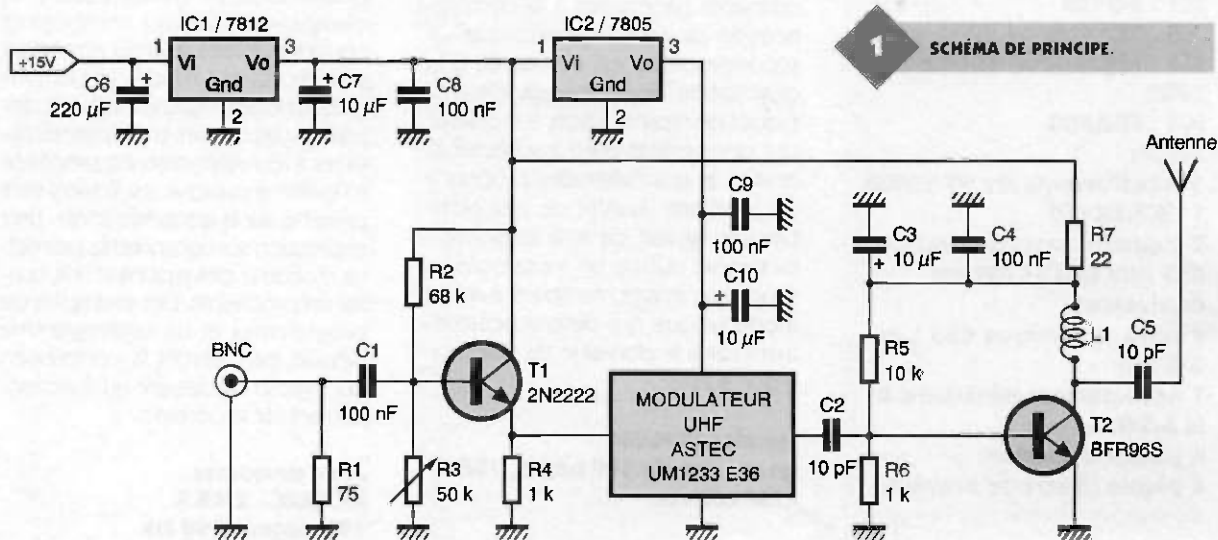 IC1 / 7812
IC2 / 7805
1
SCHÉMA DE PRINCIPE.
+15V
1
Vi
Vo
3
Gnd
2
C6
220 µF
+
C7
10 µF
+
C8
100 nF
1
Vi
Vo
3
Gnd
2
Antenne
C9
100 nF
C10
10 µF
+
C3
10 µF
+
C4
100 nF
R7
22
R2
68 k
BNC
C1
100 nF
T1
2N2222
R1
75
R3
50 k
R4
1 k
MODULATEUR
UHF
ASTEC
UM1233 E36
C2
10 pF
R5
10 k
R6
1 k
L1
C5
10 pF
T2
BFR96S